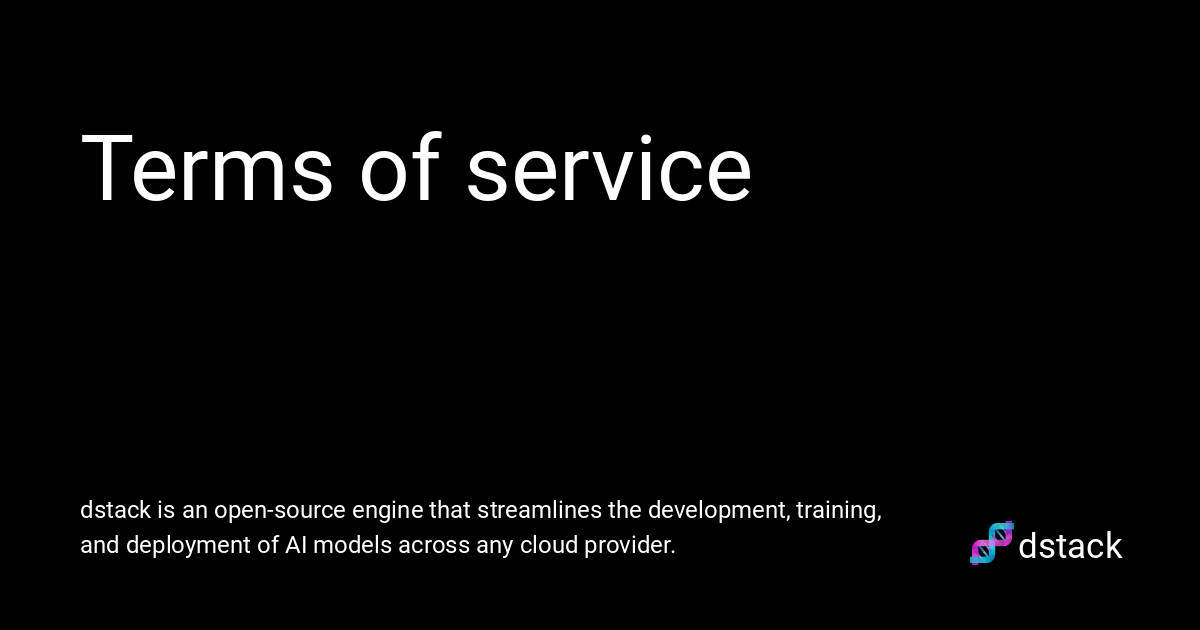 Terms of service
dstack is an open-source engine that streamlines the development, training,
and deployment of AI models across any cloud provider.
dstack